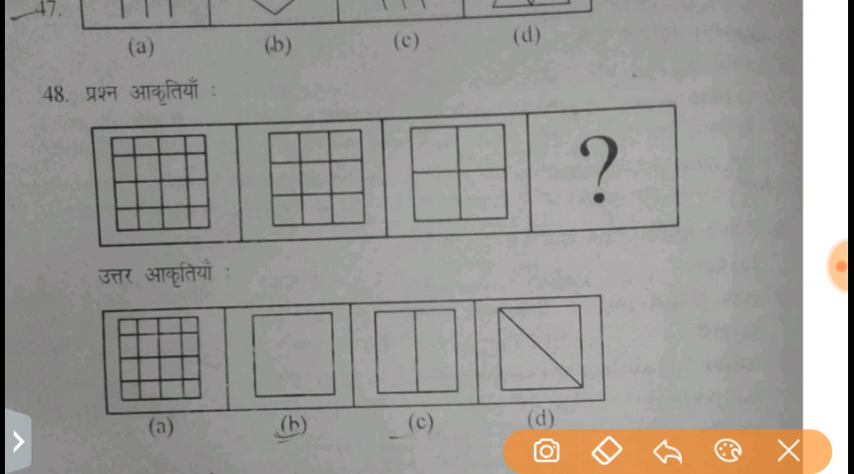 47.
(a) (b) (c) (d)
48. प्रश्न आकृतियाँ :
?
उत्तर आकृतियाँ :
(a) (b) (c) (d)